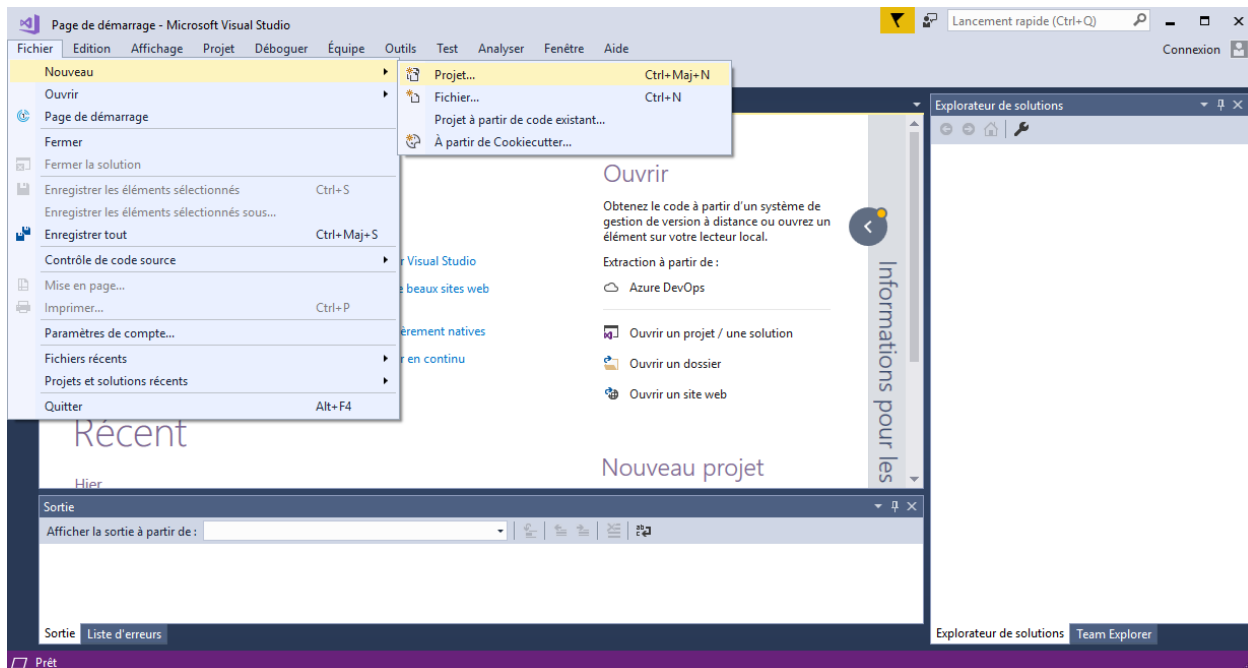 Page de démarrage - Microsoft Visual Studio
Lancement rapide (Ctrl+Q)
Fichier Edition Affichage Projet Déboguer Équipe Outils Test Analyser Fenêtre Aide
Connexion
Nouveau
Projet... Ctrl+Maj+N
Ouvrir
Fichier... Ctrl+N
Page de démarrage
Projet à partir de code existant...
Fermer
À partir de Cookiecutter...
Fermer la solution
Enregistrer les éléments sélectionnés Ctrl+S
Enregistrer les éléments sélectionnés sous...
Enregistrer tout Ctrl+Maj+S
Contrôle de code source
Mise en page...
Imprimer... Ctrl+P
Paramètres de compte...
Fichiers récents
Projets et solutions récents
Quitter Alt+F4
r Visual Studio
e beaux sites web
èrement natives
r en continu
Récent
Hier
Ouvrir
Obtenez le code à partir d'un système de
gestion de version à distance ou ouvrez un
élément sur votre lecteur local.
Extraction à partir de :
Azure DevOps
Ouvrir un projet / une solution
Ouvrir un dossier
Ouvrir un site web
Nouveau projet
Informations pour les
Explorateur de solutions
Sortie
Afficher la sortie à partir de :
Sortie Liste d'erreurs
Explorateur de solutions Team Explorer
Prêt